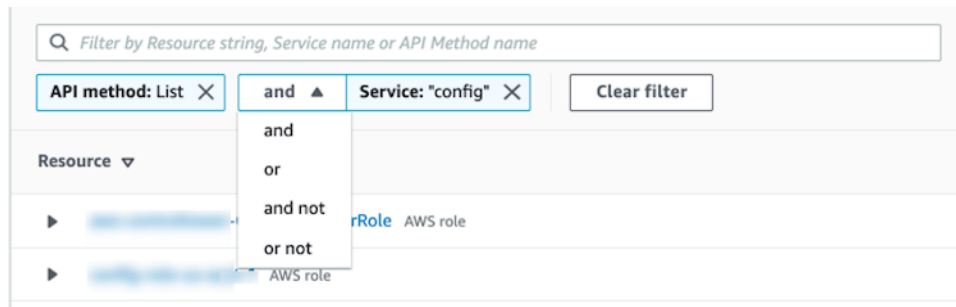 Filter by Resource string, Service name or API Method name
API method: List and Service: "config" Clear filter
and
Resource
or
and not
rRole AWS role
or not
AWS role